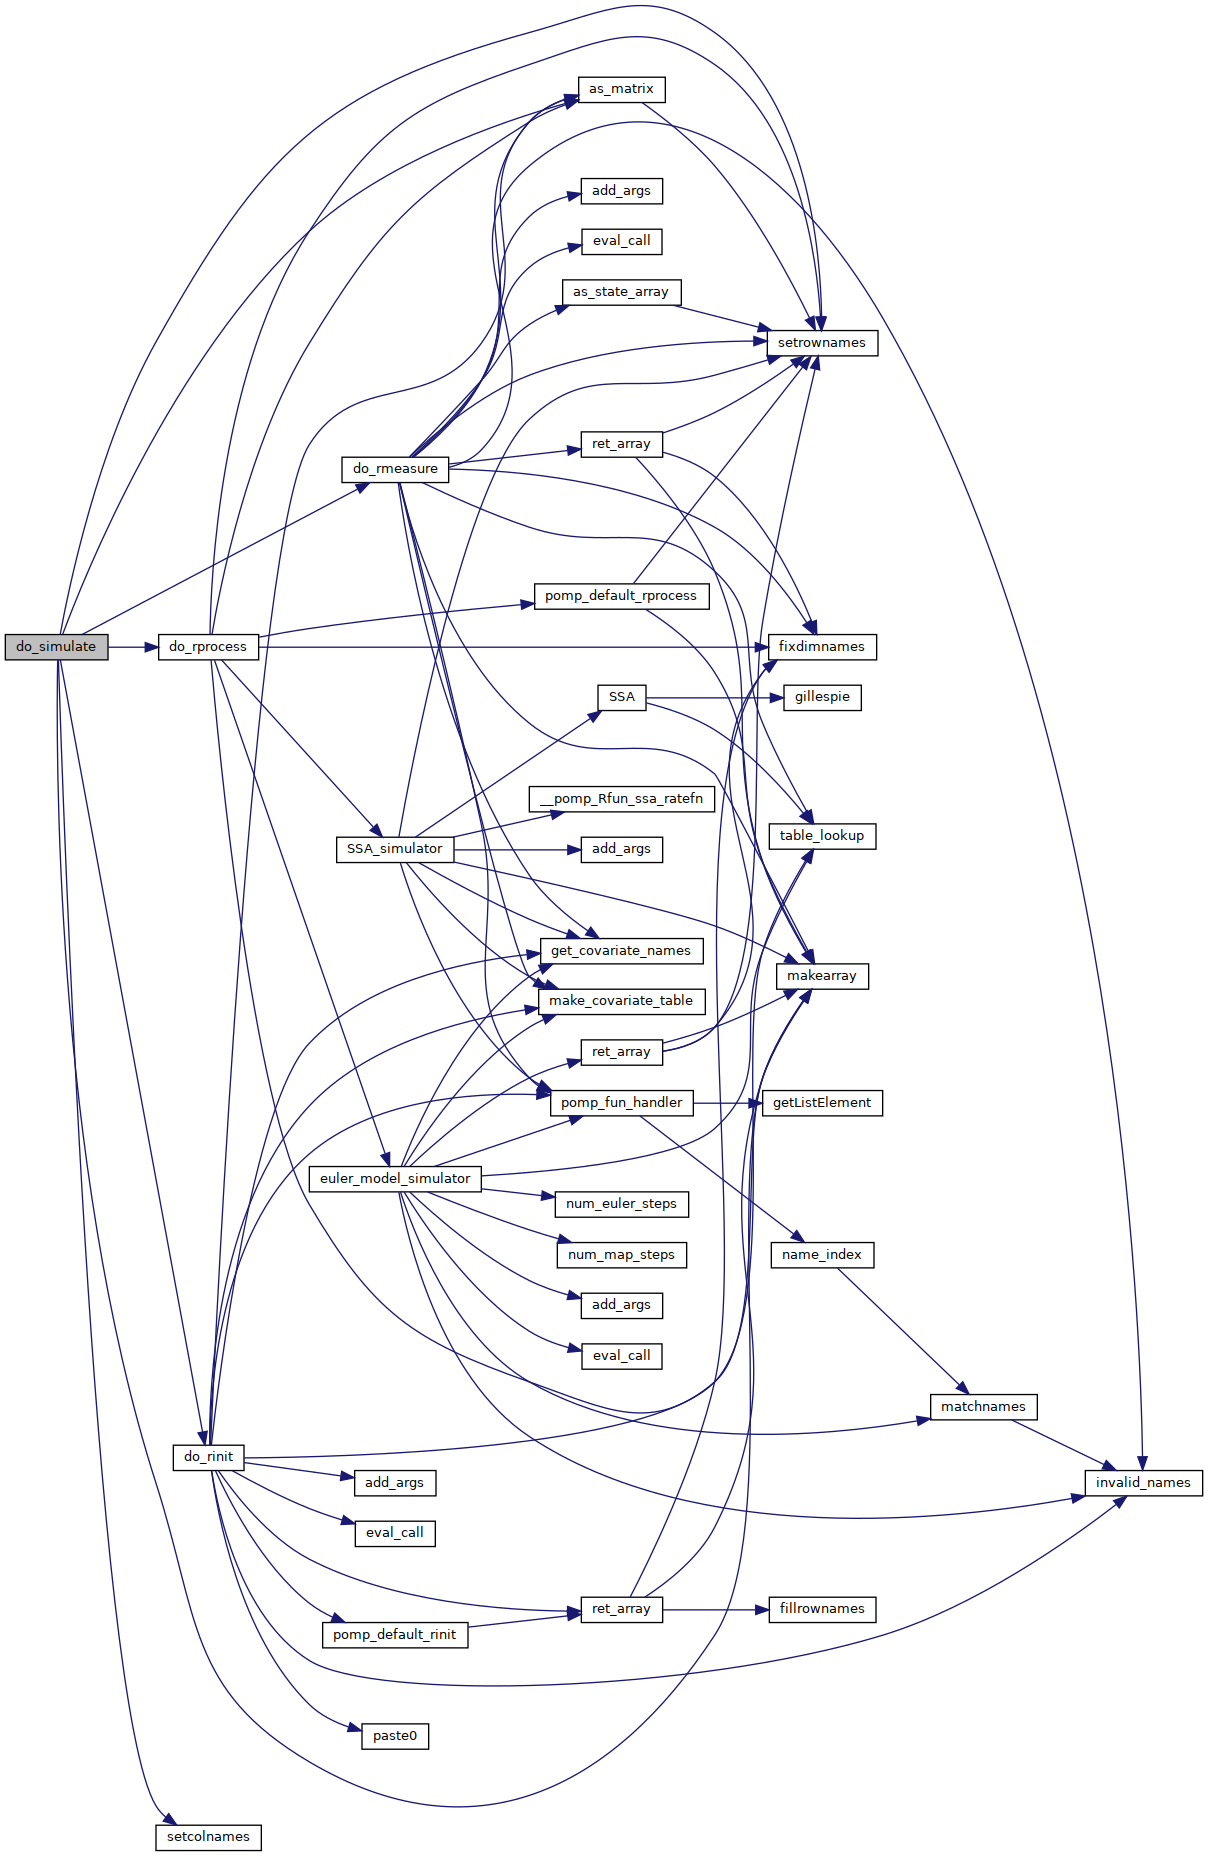 as_matrix
add_args
eval_call
as_state_array
setrownames
ret_array
do_rmeasure
pomp_default_rprocess
do_simulate
do_rprocess
fixdimnames
SSA
gillespie
__pomp_Rfun_ssa_ratefn
table_lookup
SSA_simulator
add_args
get_covariate_names
makearray
make_covariate_table
ret_array
pomp_fun_handler
getListElement
euler_model_simulator
num_euler_steps
num_map_steps
name_index
add_args
eval_call
matchnames
do_rinit
add_args
invalid_names
eval_call
ret_array
fillrownames
pomp_default_rinit
paste0
setcolnames